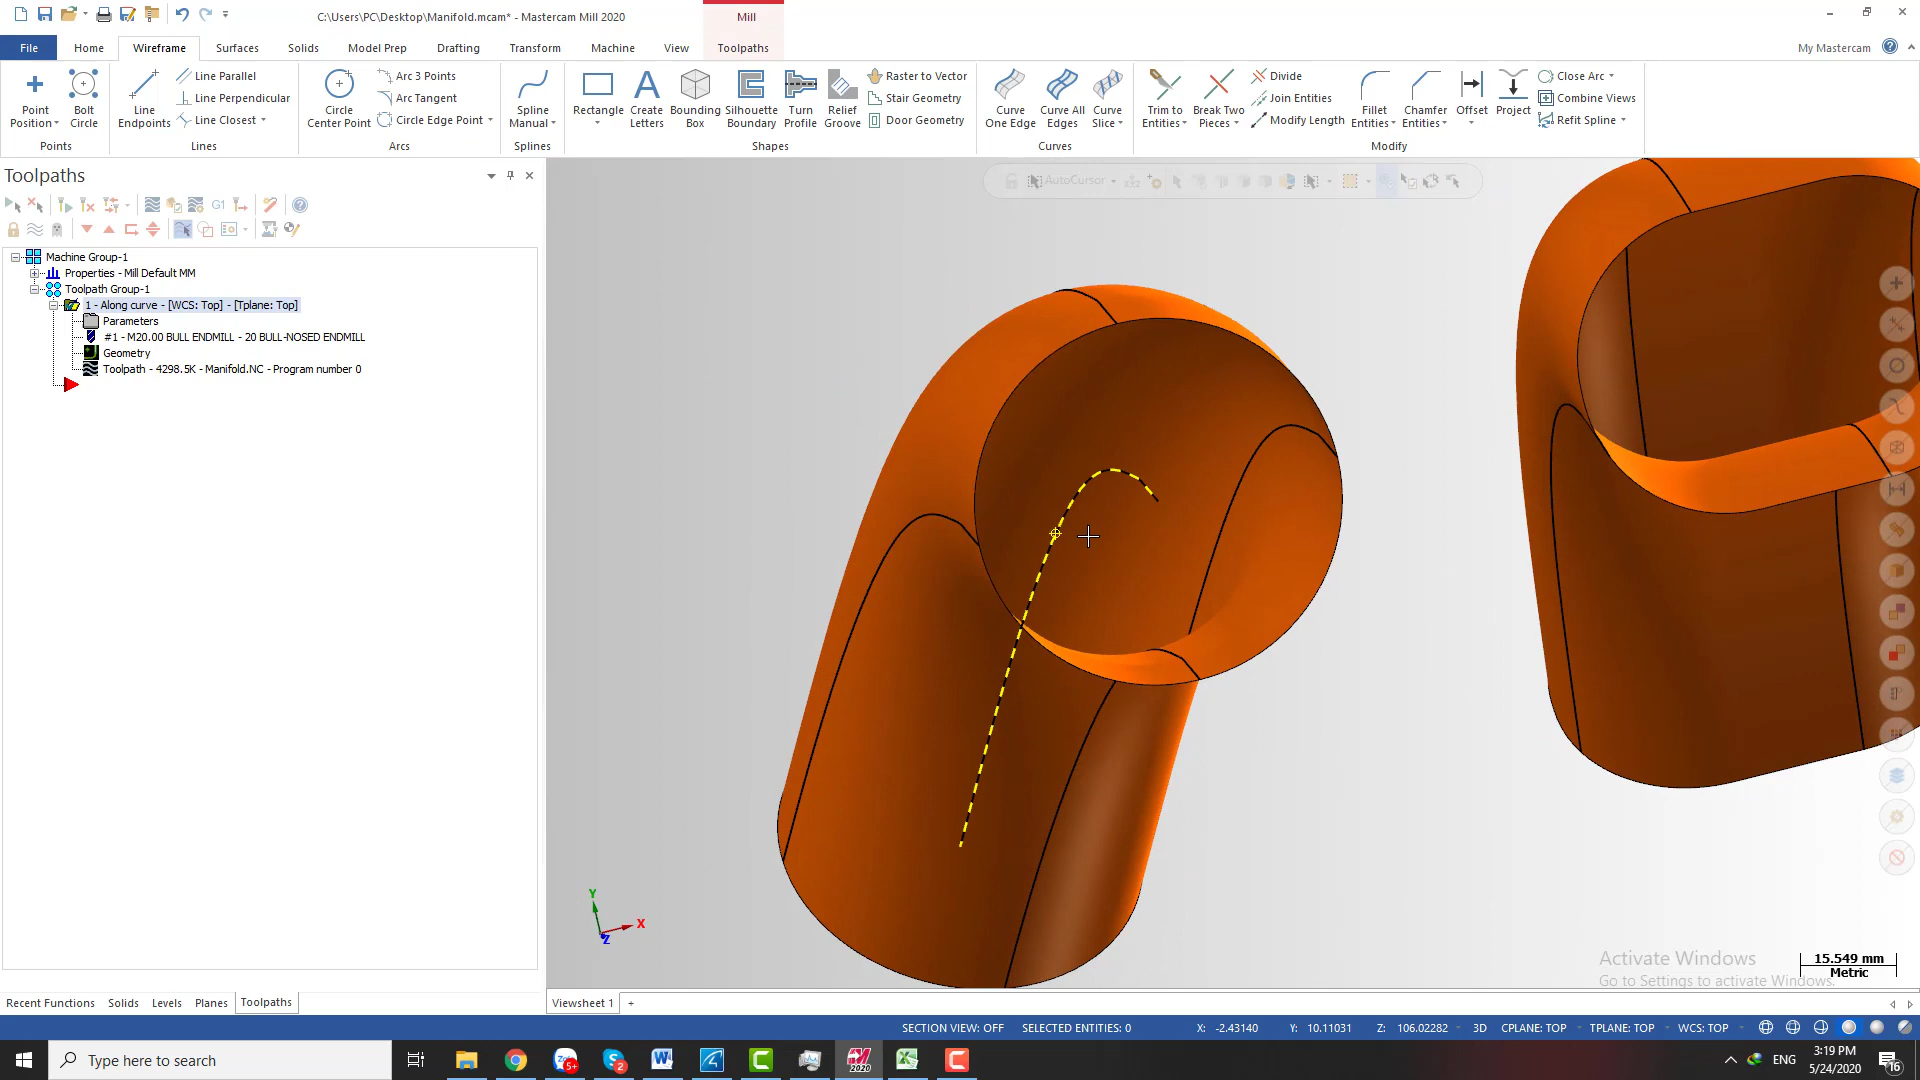 C:\Users\PC\Desktop\Manifold.mcam* - Mastercam Mill 2020
Mill
File
Home
Wireframe
Surfaces
Solids
Model Prep
Drafting
Transform
Machine
View
Toolpaths
My Mastercam
Point Position
Bolt Circle
Points
Line Endpoints
Line Parallel
Line Perpendicular
Line Closest
Lines
Circle Center Point
Arc 3 Points
Arc Tangent
Circle Edge Point
Arcs
Spline Manual
Splines
Rectangle
Create Letters
Bounding Box
Silhouette Boundary
Turn Profile
Relief Groove
Raster to Vector
Stair Geometry
Door Geometry
Shapes
Curve One Edge
Curve All Edges
Curve Slice
Curves
Trim to Entities
Break Two Pieces
Divide
Join Entities
Modify Length
Fillet Entities
Chamfer Entities
Offset
Project
Close Arc
Combine Views
Refit Spline
Modify
Toolpaths
G1
AutoCursor
Machine Group-1
Properties - Mill Default MM
Toolpath Group-1
1 - Along curve - [WCS: Top] - [Tplane: Top]
Parameters
#1 - M20.00 BULL ENDMILL - 20 BULL-NOSED ENDMILL
Geometry
Toolpath - 4298.5K - Manifold.NC - Program number 0
Y
X
Z
Activate Windows
Go to Settings to activate Windows.
15.549 mm
Metric
Recent Functions
Solids
Levels
Planes
Toolpaths
Viewsheet 1
+
SECTION VIEW: OFF
SELECTED ENTITIES: 0
X: -2.43140
Y: 10.11031
Z: 106.02282
3D
CPLANE: TOP
TPLANE: TOP
WCS: TOP
Type here to search
5+
2
2020
ENG
3:19 PM
5/24/2020
16